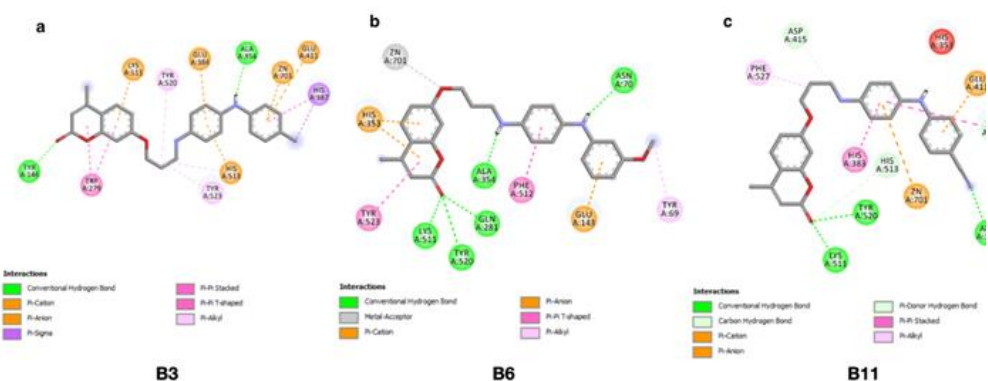 a
LYS
A:511
TYR
A:520
GLU
A:384
ALA
A:354
ZN
A:701
GLU
A:411
HIS
A:387
TYR
A:146
TRP
A:279
TYR
A:523
HIS
A:513
Interactions
Conventional Hydrogen Bond
Pi-Cation
Pi-Anion
Pi-Sigma
Pi-Pi Stacked
Pi-Pi T-shaped
Pi-Alkyl
B3
b
ZN
A:701
ASN
A:70
HIS
A:353
ALA
A:354
PHE
A:512
TYR
A:523
GLN
A:281
LYS
A:511
TYR
A:520
GLU
A:143
TYR
A:69
Interactions
Conventional Hydrogen Bond
Metal-Acceptor
Pi-Cation
Pi-Anion
Pi-Pi T-shaped
Pi-Alkyl
B6
c
ASP
A:415
HIS
A:353
PHE
A:527
GLU
A:411
HIS
A:383
HIS
A:513
ZN
A:701
TYR
A:520
LYS
A:511
Interactions
Conventional Hydrogen Bond
Carbon Hydrogen Bond
Pi-Cation
Pi-Anion
Pi-Donor Hydrogen Bond
Pi-Pi Stacked
Pi-Alkyl
B11